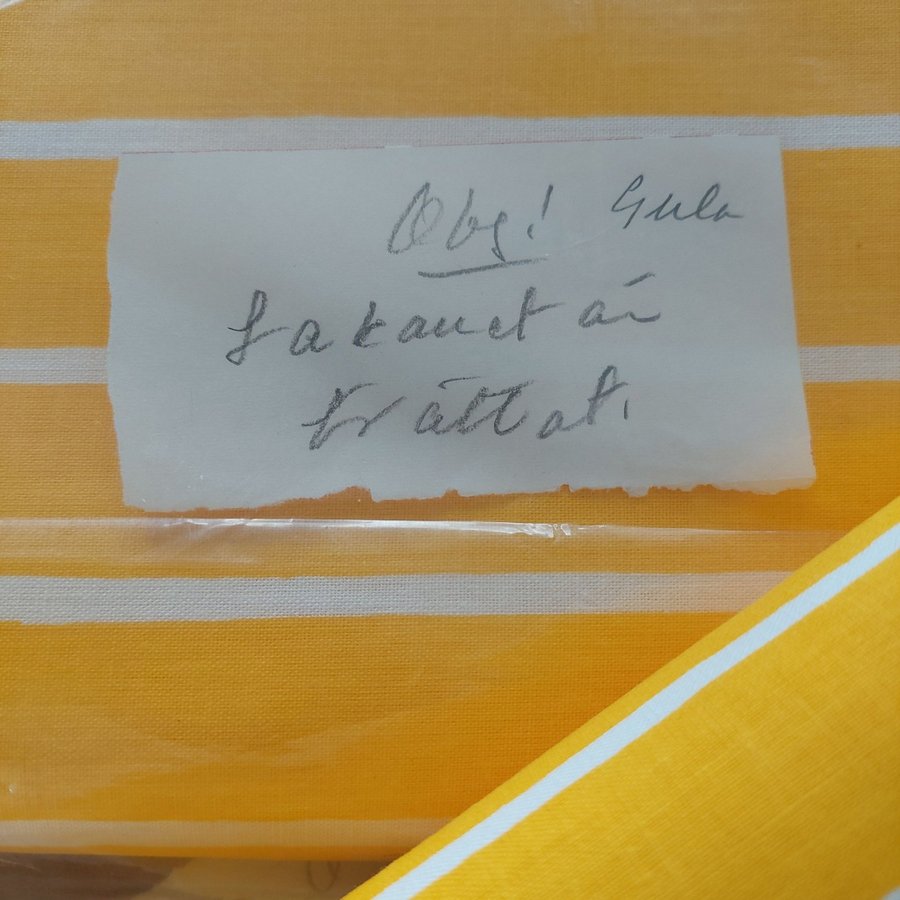 Obs! Gula
Lakanet är
tvättat.